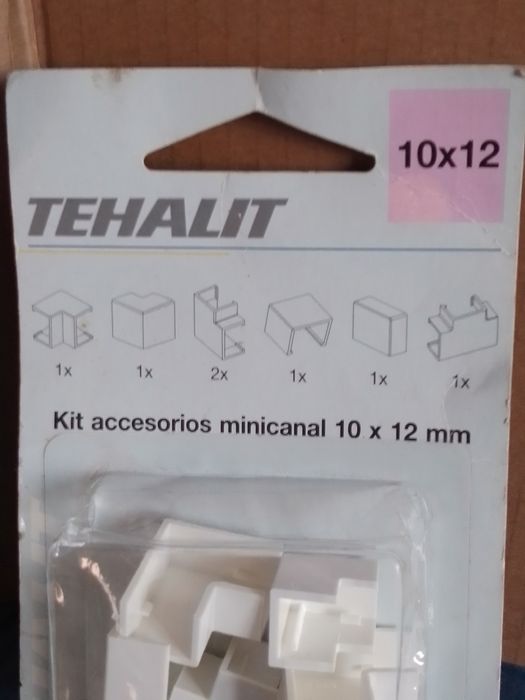 10x12
TEHALIT
1x 1x 2x 1x 1x 1x
Kit accesorios minicanal 10 x 12 mm